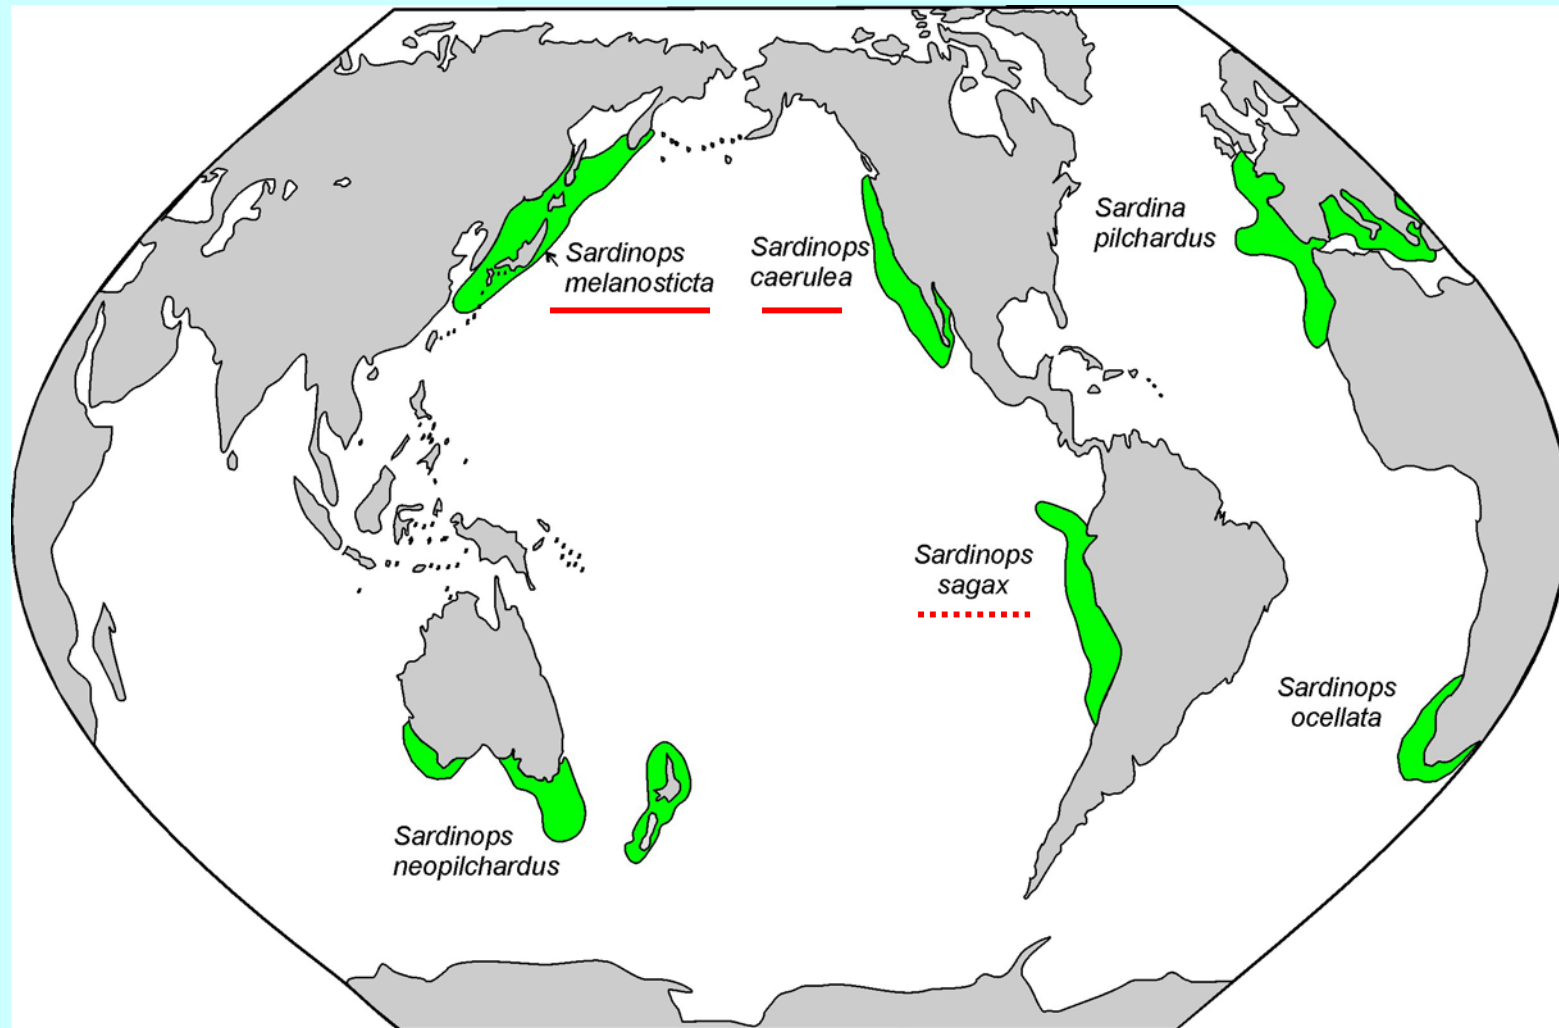 Sardina
pilchardus
Sardinops
melanosticta
Sardinops
caerulea
Sardinops
sagax
Sardinops
ocellata
Sardinops
neopilchardus